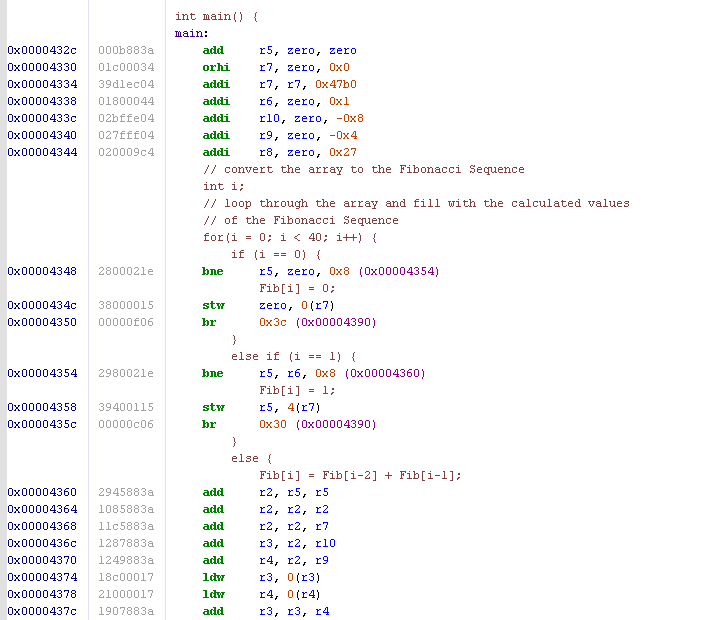 int main() {
main:
0x0000432c 000b883a add r5, zero, zero
0x00004330 01c00034 orhi r7, zero, 0x0
0x00004334 39d1ec04 addi r7, r7, 0x47b0
0x00004338 01800044 addi r6, zero, 0x1
0x0000433c 02bffe04 addi r10, zero, -0x8
0x00004340 027fff04 addi r9, zero, -0x4
0x00004344 020009c4 addi r8, zero, 0x27
// convert the array to the Fibonacci Sequence
int i;
// loop through the array and fill with the calculated values
// of the Fibonacci Sequence
for(i = 0; i < 40; i++) {
if (i == 0) {
0x00004348 2800021e bne r5, zero, 0x8 (0x00004354)
Fib[i] = 0;
0x0000434c 38000015 stw zero, 0(r7)
0x00004350 00000f06 br 0x3c (0x00004390)
}
else if (i == 1) {
0x00004354 2980021e bne r5, r6, 0x8 (0x00004360)
Fib[i] = 1;
0x00004358 39400115 stw r5, 4(r7)
0x0000435c 00000c06 br 0x30 (0x00004390)
}
else {
Fib[i] = Fib[i-2] + Fib[i-1];
0x00004360 2945883a add r2, r5, r5
0x00004364 1085883a add r2, r2, r2
0x00004368 11c5883a add r2, r2, r7
0x0000436c 1287883a add r3, r2, r10
0x00004370 1249883a add r4, r2, r9
0x00004374 18c00017 ldw r3, 0(r3)
0x00004378 21000017 ldw r4, 0(r4)
0x0000437c 1907883a add r3, r3, r4